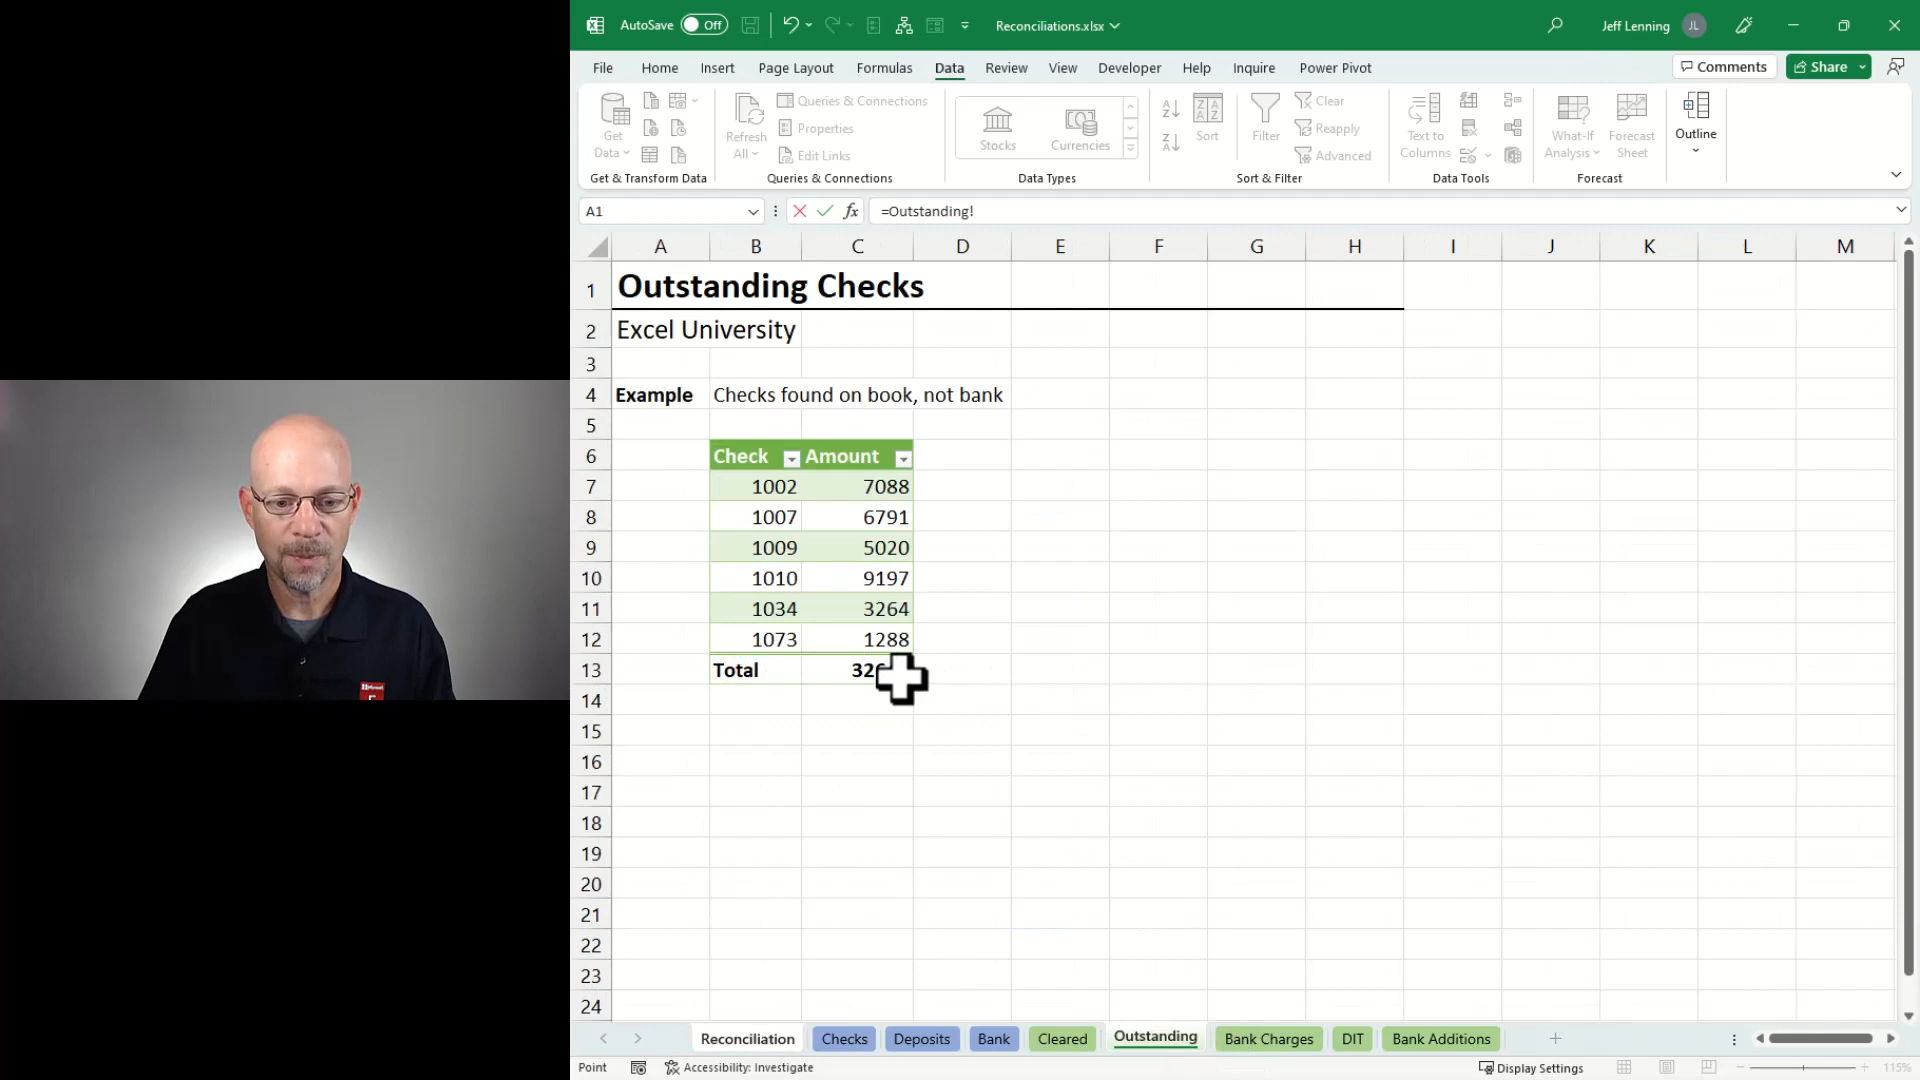 AutoSave Off Reconciliations.xlsx Jeff Lenning JL
File Home Insert Page Layout Formulas Data Review View Developer Help Inquire Power Pivot Comments Share
Get Data Refresh All Queries & Connections Properties Edit Links Stocks Currencies Sort Filter Clear Reapply Advanced Text to Columns What-If Analysis Forecast Sheet Outline
Get & Transform Data Queries & Connections Data Types Sort & Filter Data Tools Forecast
A1 fx =Outstanding!
A B C D E F G H I J K L M
1 Outstanding Checks
2 Excel University
3
4 Example Checks found on book, not bank
5
6 Check Amount
7 1002 7088
8 1007 6791
9 1009 5020
10 1010 9197
11 1034 3264
12 1073 1288
13 Total
14
15
16
17
18
19
20
21
22
23
24
Reconciliation Checks Deposits Bank Cleared Outstanding Bank Charges DIT Bank Additions
Point Accessibility: Investigate Display Settings 115%